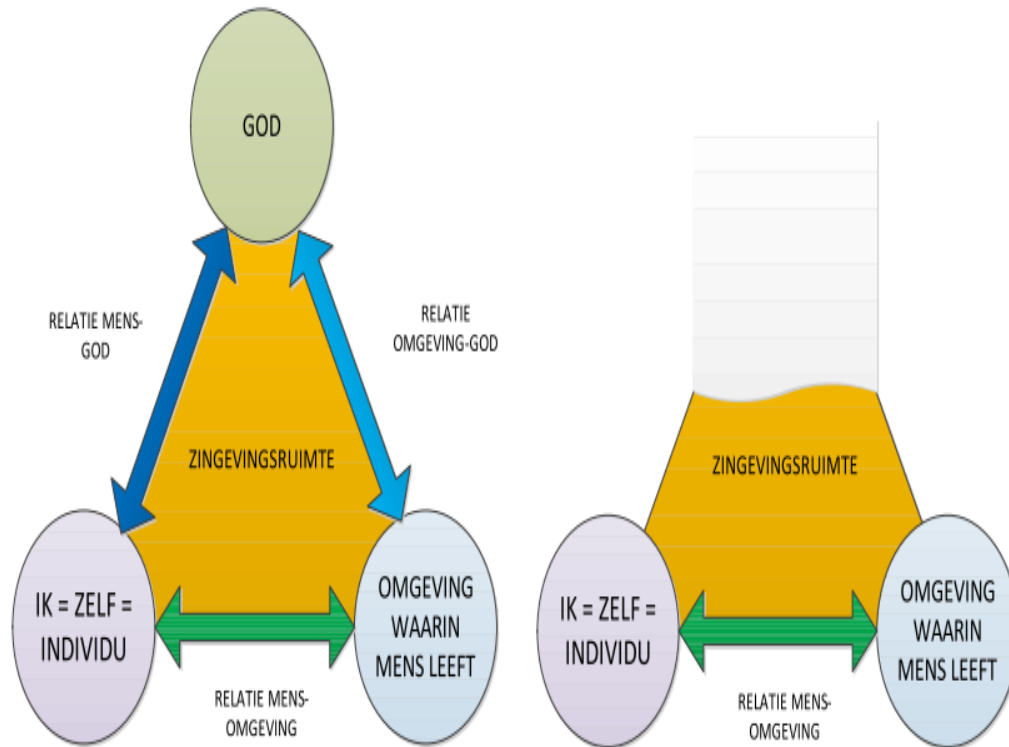 GOD
RELATIE MENS-
GOD
RELATIE
OMGEVING-GOD
ZINGEVINGSRUIMTE
IK = ZELF =
INDIVIDU
OMGEVING
WAARIN
MENS LEEFT
RELATIE MENS-
OMGEVING
ZINGEVINGSRUIMTE
IK = ZELF =
INDIVIDU
OMGEVING
WAARIN
MENS LEEFT
RELATIE MENS-
OMGEVING